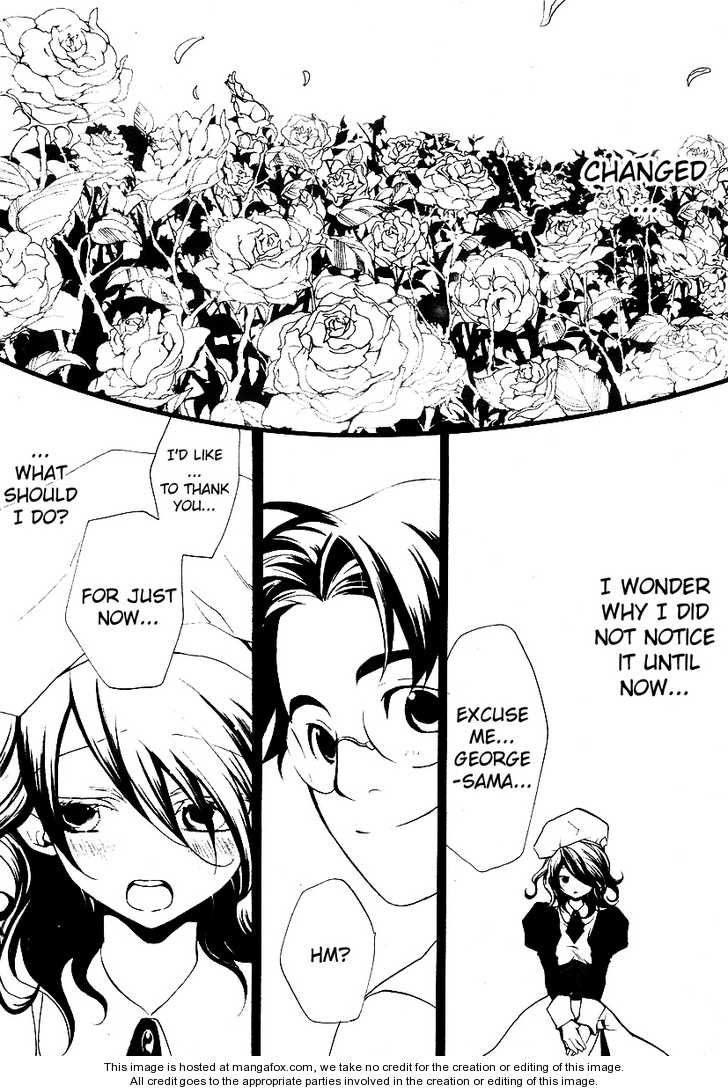 CHANGED
....
I WONDER
WHY I DID
NOT NOTICE
IT UNTIL
NOW...
EXCUSE
ME...
GEORGE
-SAMA...
HM?
I'D LIKE
...
TO THANK
YOU...
FOR JUST
NOW...
...
WHAT
SHOULD
I DO?
This image is hosted at mangafox.com, we take no credit for the creation or editing of this image.
All credit goes to the appropriate parties involved in the creation or editing of this image.